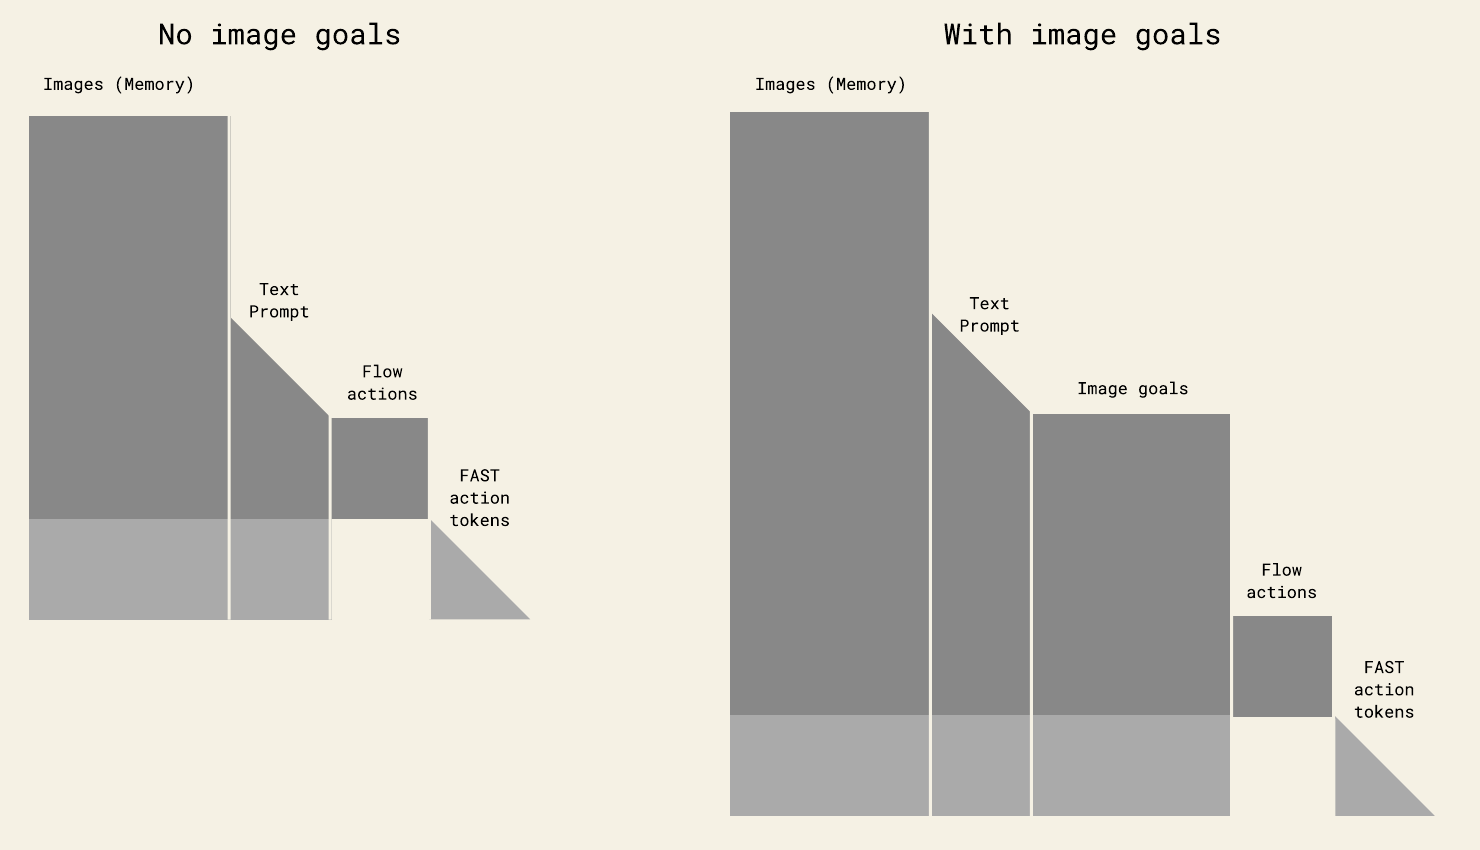 No image goals
Images (Memory)
Text
Prompt
Flow
actions
FAST
action
tokens
With image goals
Images (Memory)
Text
Prompt
Image goals
Flow
actions
FAST
action
tokens